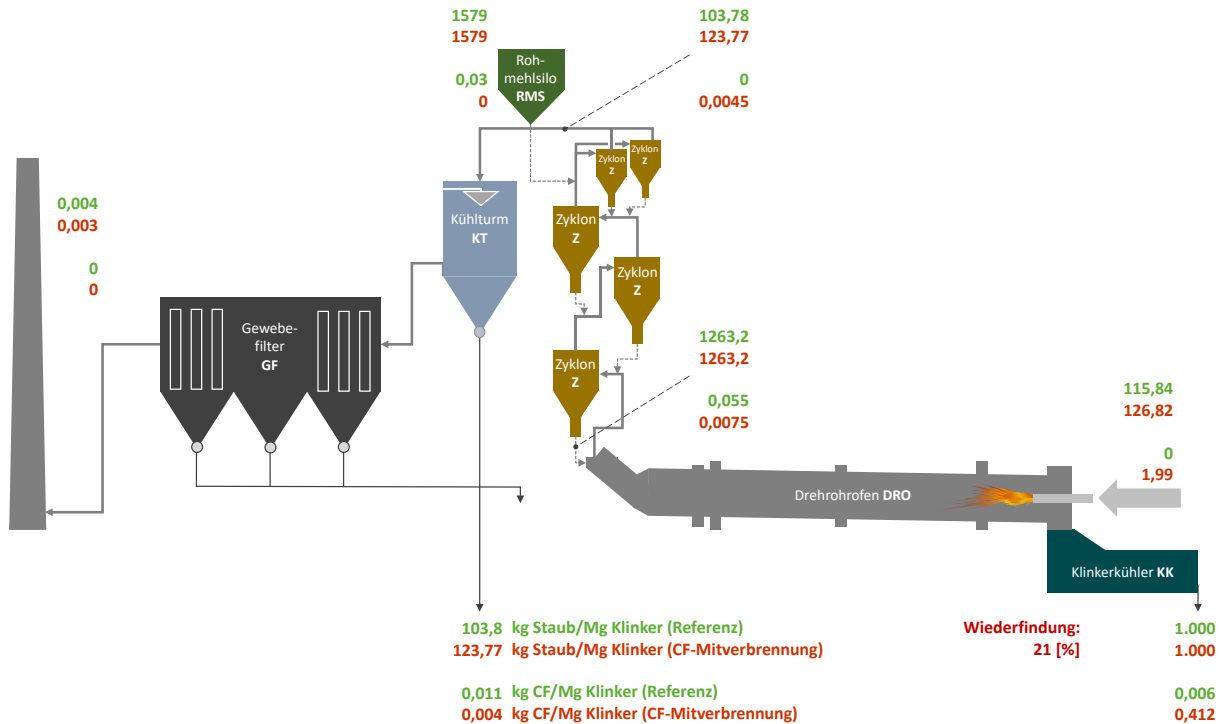 1579
1579
0,03
0
103,78
123,77
0
0,0045
Roh-
mehlsilo
RMS
Zyklon
Z
Zyklon
Z
0,004
0,003
0
0
Kühlturm
KT
Zyklon
Z
Zyklon
Z
Gewebe-
filter
GF
Zyklon
Z
1263,2
1263,2
0,055
0,0075
115,84
126,82
0
1,99
Drehrohrofen DRO
Klinkerkühler KK
103,8 kg Staub/Mg Klinker (Referenz)
123,77 kg Staub/Mg Klinker (CF-Mitverbrennung)
0,011 kg CF/Mg Klinker (Referenz)
0,004 kg CF/Mg Klinker (CF-Mitverbrennung)
Wiederfindung:
21 [%]
1.000
1.000
0,006
0,412